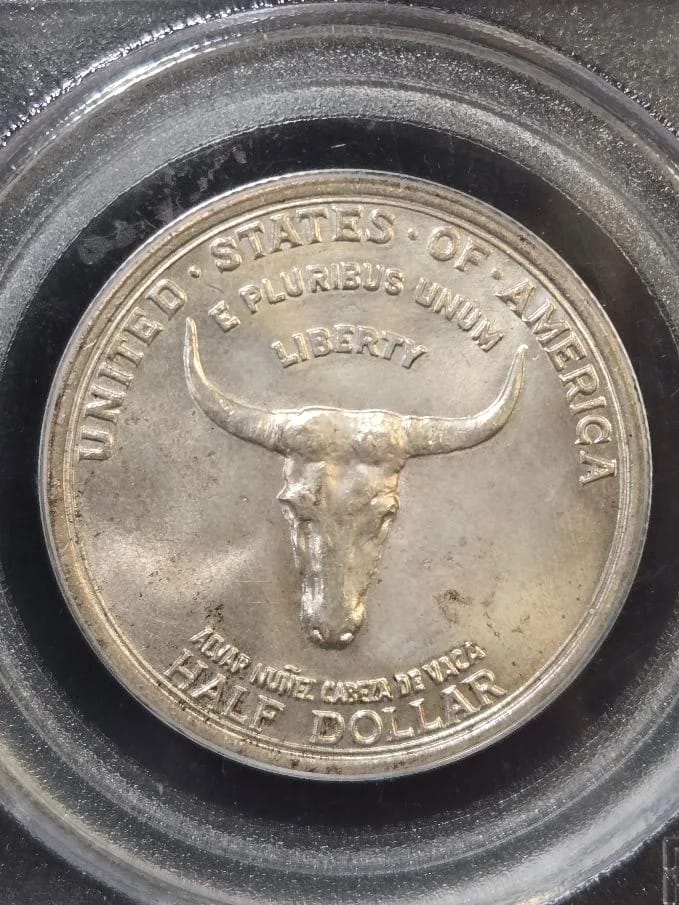 UNITED · STATES · OF · AMERICA
E PLURIBUS UNUM
LIBERTY
ALVAR NUÑEZ CABEZA DE VACA
HALF DOLLAR